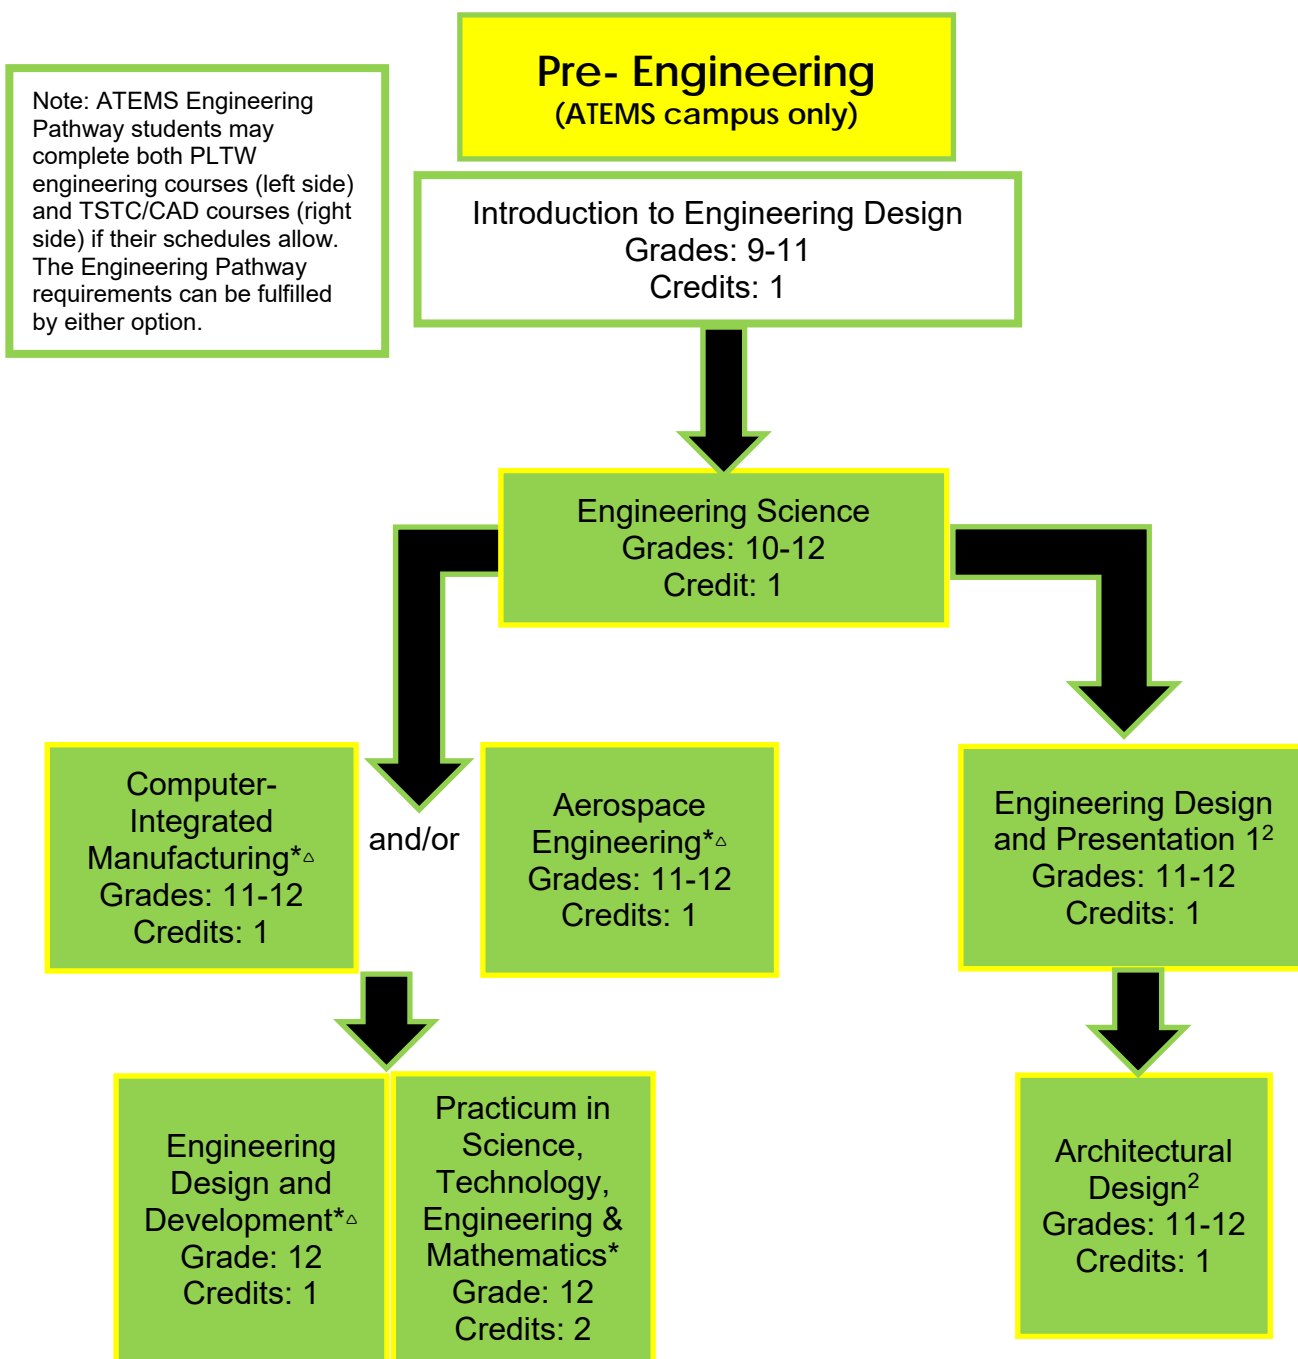 Pre- Engineering
(ATEMS campus only)
Note: ATEMS Engineering
Pathway students may
complete both PLTW
engineering courses (left side)
and TSTC/CAD courses (right
side) if their schedules allow.
The Engineering Pathway
requirements can be fulfilled
by either option.
Introduction to Engineering Design
Grades: 9-11
Credits: 1
Engineering Science
Grades: 10-12
Credit: 1
Computer-
Integrated
Manufacturing*△
Grades: 11-12
Credits: 1
and/or
Aerospace
Engineering*△
Grades: 11-12
Credits: 1
Engineering Design
and Presentation 1²
Grades: 11-12
Credits: 1
Engineering
Design and
Development*△
Grade: 12
Credits: 1
Practicum in
Science,
Technology,
Engineering &
Mathematics*
Grade: 12
Credits: 2
Architectural
Design²
Grades: 11-12
Credits: 1